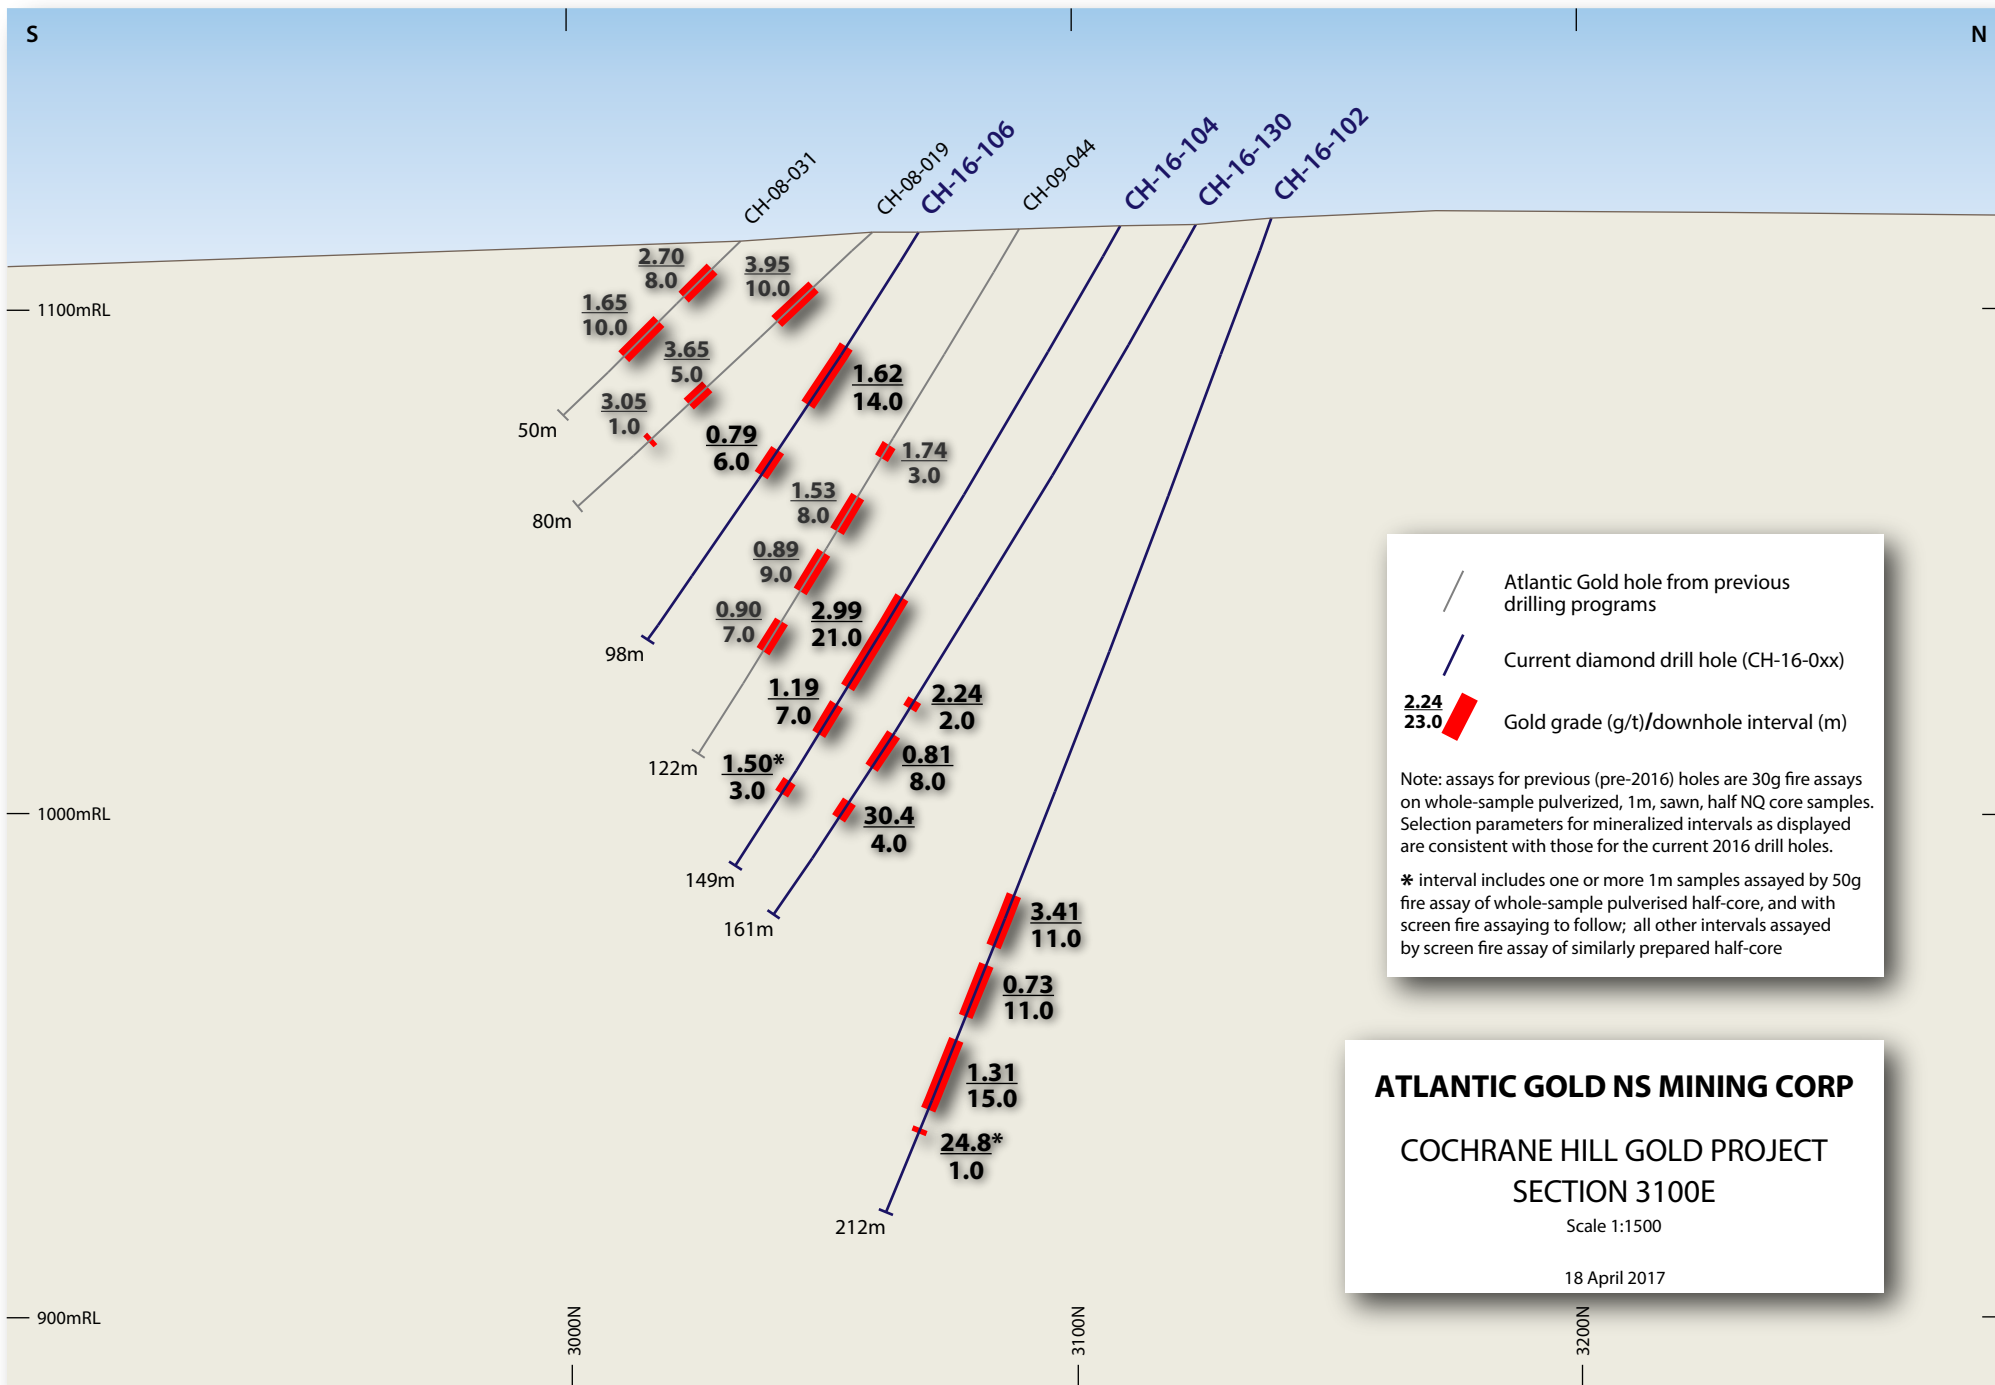 S
N
CH-08-031
CH-08-019
CH-16-106
CH-09-044
CH-16-104
CH-16-130
CH-16-102
2.70
8.0
3.95
10.0
1100mRL
1.65
10.0
3.65
5.0
1.62
14.0
3.05
1.0
50m
0.79
6.0
1.74
3.0
1.53
8.0
80m
0.89
9.0
0.90
7.0
2.99
21.0
98m
1.19
7.0
2.24
2.0
122m
1.50*
3.0
0.81
8.0
1000mRL
30.4
4.0
149m
161m
3.41
11.0
0.73
11.0
1.31
15.0
24.8*
1.0
212m
900mRL
3000N
3100N
3200N
Atlantic Gold hole from previous
drilling programs
Current diamond drill hole (CH-16-0xx)
2.24
23.0
Gold grade (g/t)/downhole interval (m)
Note: assays for previous (pre-2016) holes are 30g fire assays
on whole-sample pulverized, 1m, sawn, half NQ core samples.
Selection parameters for mineralized intervals as displayed
are consistent with those for the current 2016 drill holes.
* interval includes one or more 1m samples assayed by 50g
fire assay of whole-sample pulverised half-core, and with
screen fire assaying to follow; all other intervals assayed
by screen fire assay of similarly prepared half-core
ATLANTIC GOLD NS MINING CORP
COCHRANE HILL GOLD PROJECT
SECTION 3100E
Scale 1:1500
18 April 2017